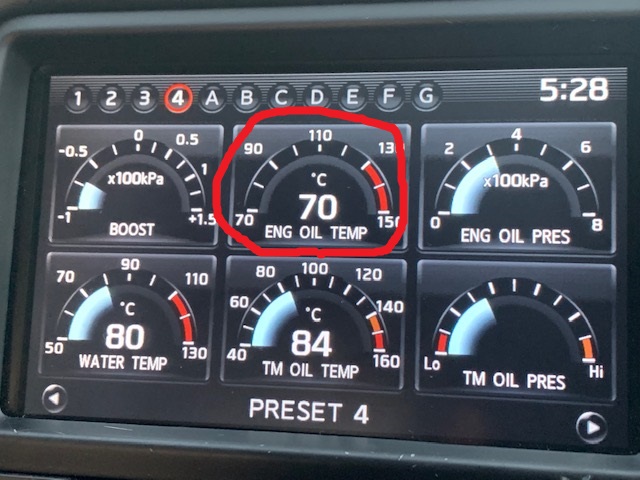 1 2 3 4 A B C D E F G
5:28
-1 -0.5 0 0.5 1 +1.5
x100kPa
BOOST
70 90 110 130 150
°C
70
ENG OIL TEMP
0 2 4 6 8
x100kPa
ENG OIL PRES
50 70 90 110 130
°C
80
WATER TEMP
40 60 80 100 120 140 160
°C
84
TM OIL TEMP
Lo Hi
TM OIL PRES
PRESET 4